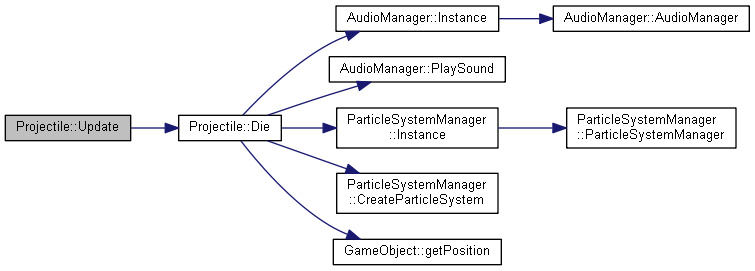 AudioManager::Instance
AudioManager::AudioManager
AudioManager::PlaySound
Projectile::Update
Projectile::Die
ParticleSystemManager
::Instance
ParticleSystemManager
::ParticleSystemManager
ParticleSystemManager
::CreateParticleSystem
GameObject::getPosition